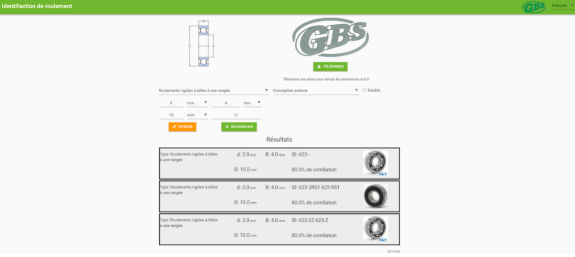 Identifaction de roulement
GBS
Français
GBS
TÉLÉVERSER
Téléverser une photo pour remplir les dimensions d et D
Roulements rigides à billes à une rangée
Conception externe
Double
3 mm 4 mm
10 mm
RECHERCHER
Résultats
Type: Roulements rigides à billes à une rangée
d: 3.0 mm B: 4.0 mm ID: 623 -
D: 10.0 mm 80.0% de corrélation
Type: Roulements rigides à billes à une rangée
d: 3.0 mm B: 4.0 mm ID: 623-2RS1 623-RS1
D: 10.0 mm 80.0% de corrélation
Type: Roulements rigides à billes à une rangée
d: 3.0 mm B: 4.0 mm ID: 623-2Z 623-Z
D: 10.0 mm 80.0% de corrélation